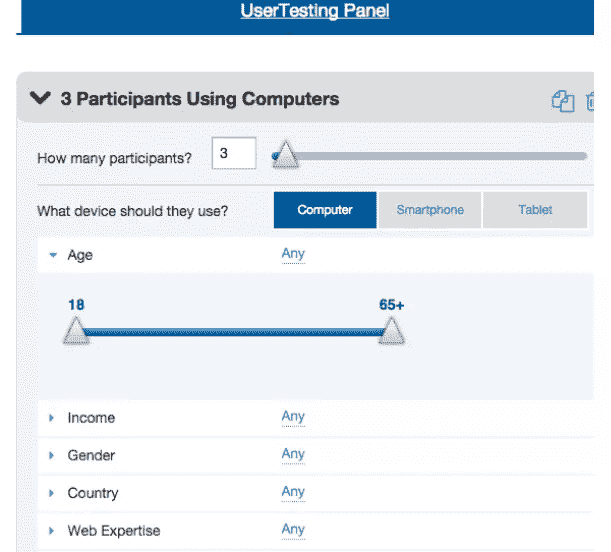 UserTesting Panel
3 Participants Using Computers
How many participants? 3
What device should they use? Computer Smartphone Tablet
Age Any
18 65+
Income Any
Gender Any
Country Any
Web Expertise Any